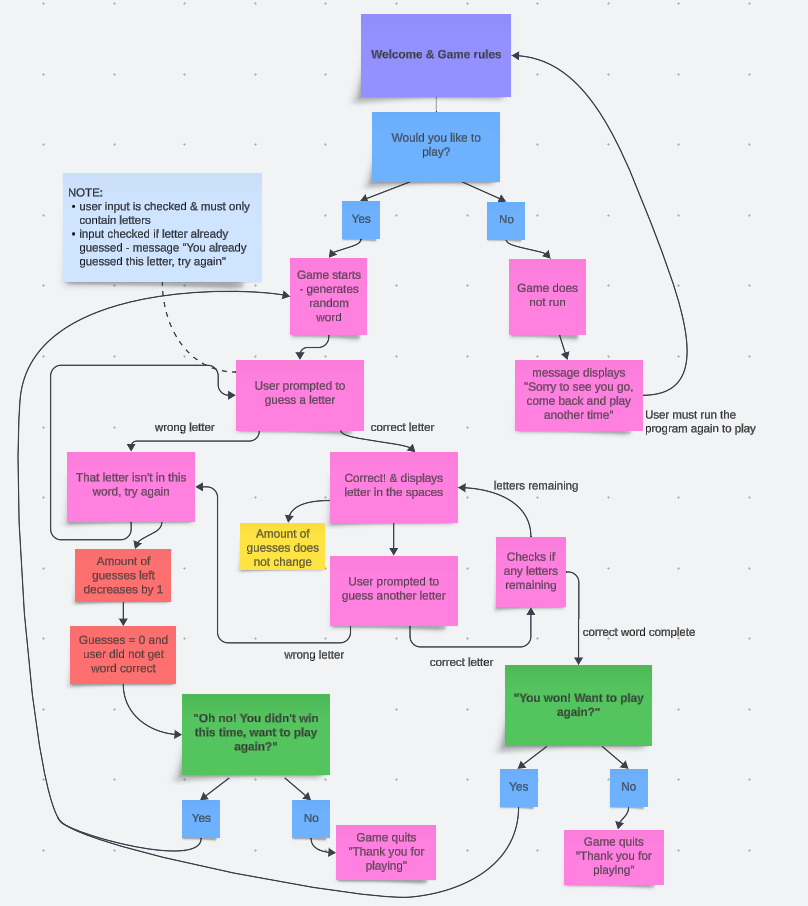 Welcome & Game rules
Would you like to
play?
NOTE:
• user input is checked & must only
contain letters
• input checked if letter already
guessed - message "You already
guessed this letter, try again"
Yes
No
Game starts
- generates
random
word
Game does
not run
User prompted to
guess a letter
message displays
"Sorry to see you go,
come back and play
another time"
User must run the
program again to play
wrong letter
correct letter
That letter isn't in this
word, try again
Correct! & displays
letter in the spaces
letters remaining
Amount of
guesses does
not change
Amount of
guesses left
decreases by 1
User prompted to
guess another letter
Checks if
any letters
remaining
Guesses = 0 and
user did not get
word correct
wrong letter
correct letter
correct word complete
"Oh no! You didn't win
this time, want to play
again?"
"You won! Want to play
again?"
Yes
No
Game quits
"Thank you for
playing"
Yes
No
Game quits
"Thank you for
playing"